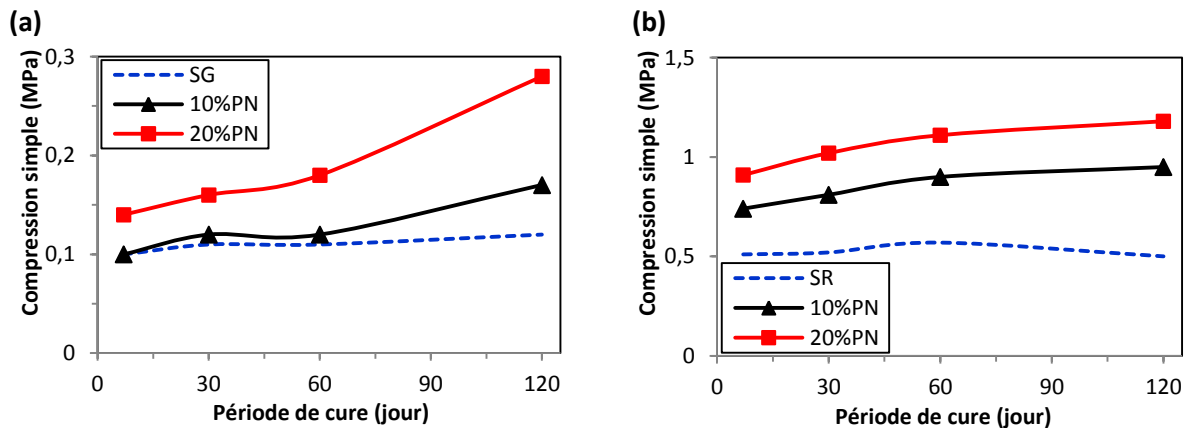 (a)
Compression simple (MPa)
0,3
0,2
0,1
0
SG
10%PN
20%PN
0
30
60
90
120
Période de cure (jour)
(b)
Compression simple (MPa)
1,5
1
0,5
0
SR
10%PN
20%PN
0
30
60
90
120
Période de cure (jour)